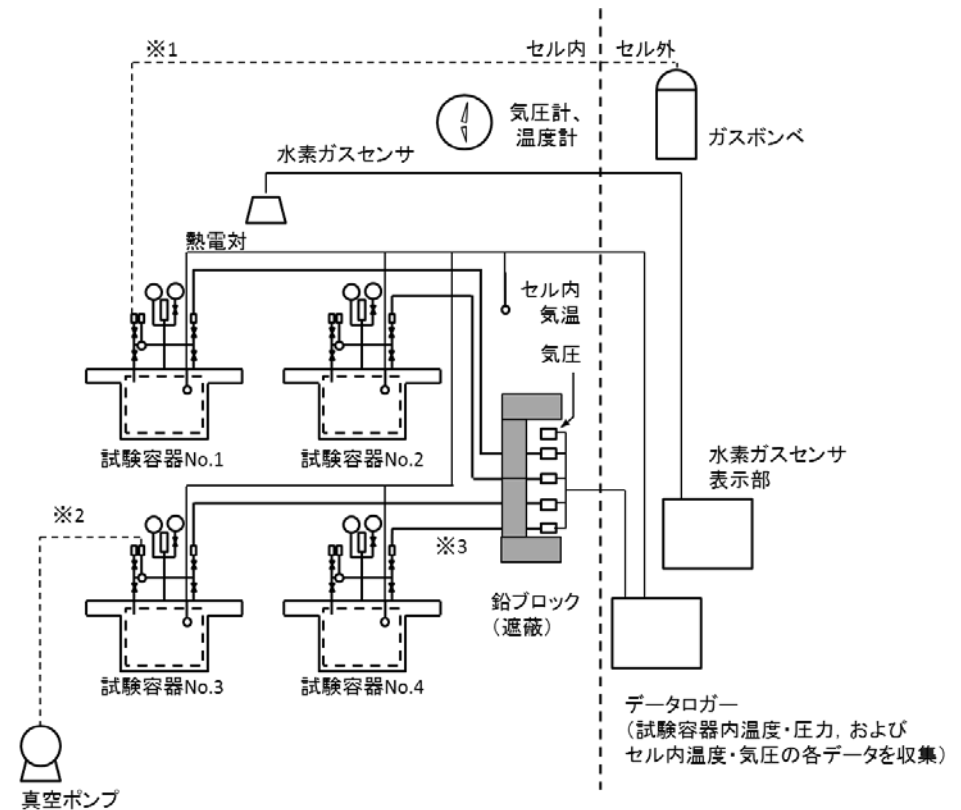 ※1
セル内
セル外
気圧計、
温度計
ガスボンベ
水素ガスセンサ
熱電対
セル内
気温
気圧
試験容器No.1
試験容器No.2
水素ガスセンサ
表示部
※2
※3
鉛ブロック
（遮蔽）
試験容器No.3
試験容器No.4
データロガー
（試験容器内温度・圧力, および
セル内温度・気圧の各データを収集）
真空ポンプ